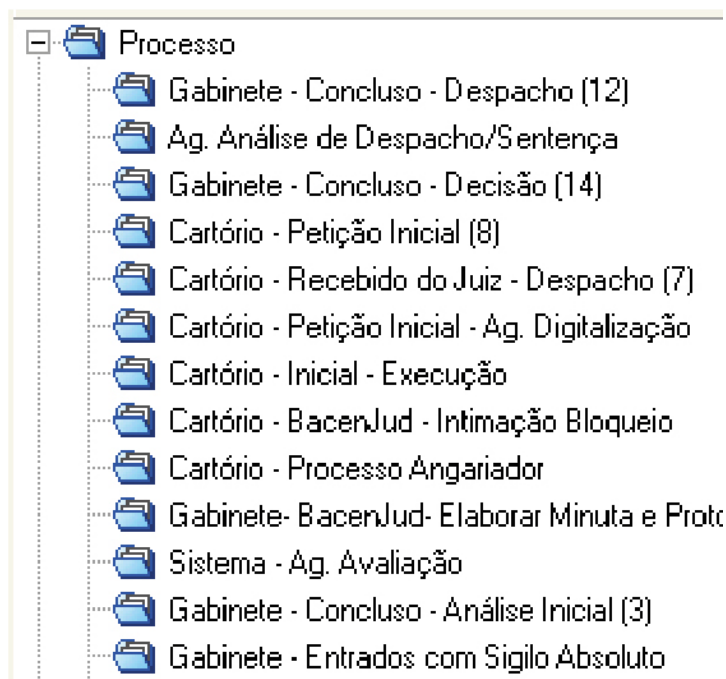 Processo
Gabinete - Concluso - Despacho (12)
Ag. Análise de Despacho/Sentença
Gabinete - Concluso - Decisão (14)
Cartório - Petição Inicial (8)
Cartório - Recebido do Juiz - Despacho (7)
Cartório - Petição Inicial - Ag. Digitalização
Cartório - Inicial - Execução
Cartório - BacenJud - Intimação Bloqueio
Cartório - Processo Angariador
Gabinete- BacenJud- Elaborar Minuta e Proto
Sistema - Ag. Avaliação
Gabinete - Concluso - Análise Inicial (3)
Gabinete - Entrados com Sigilo Absoluto